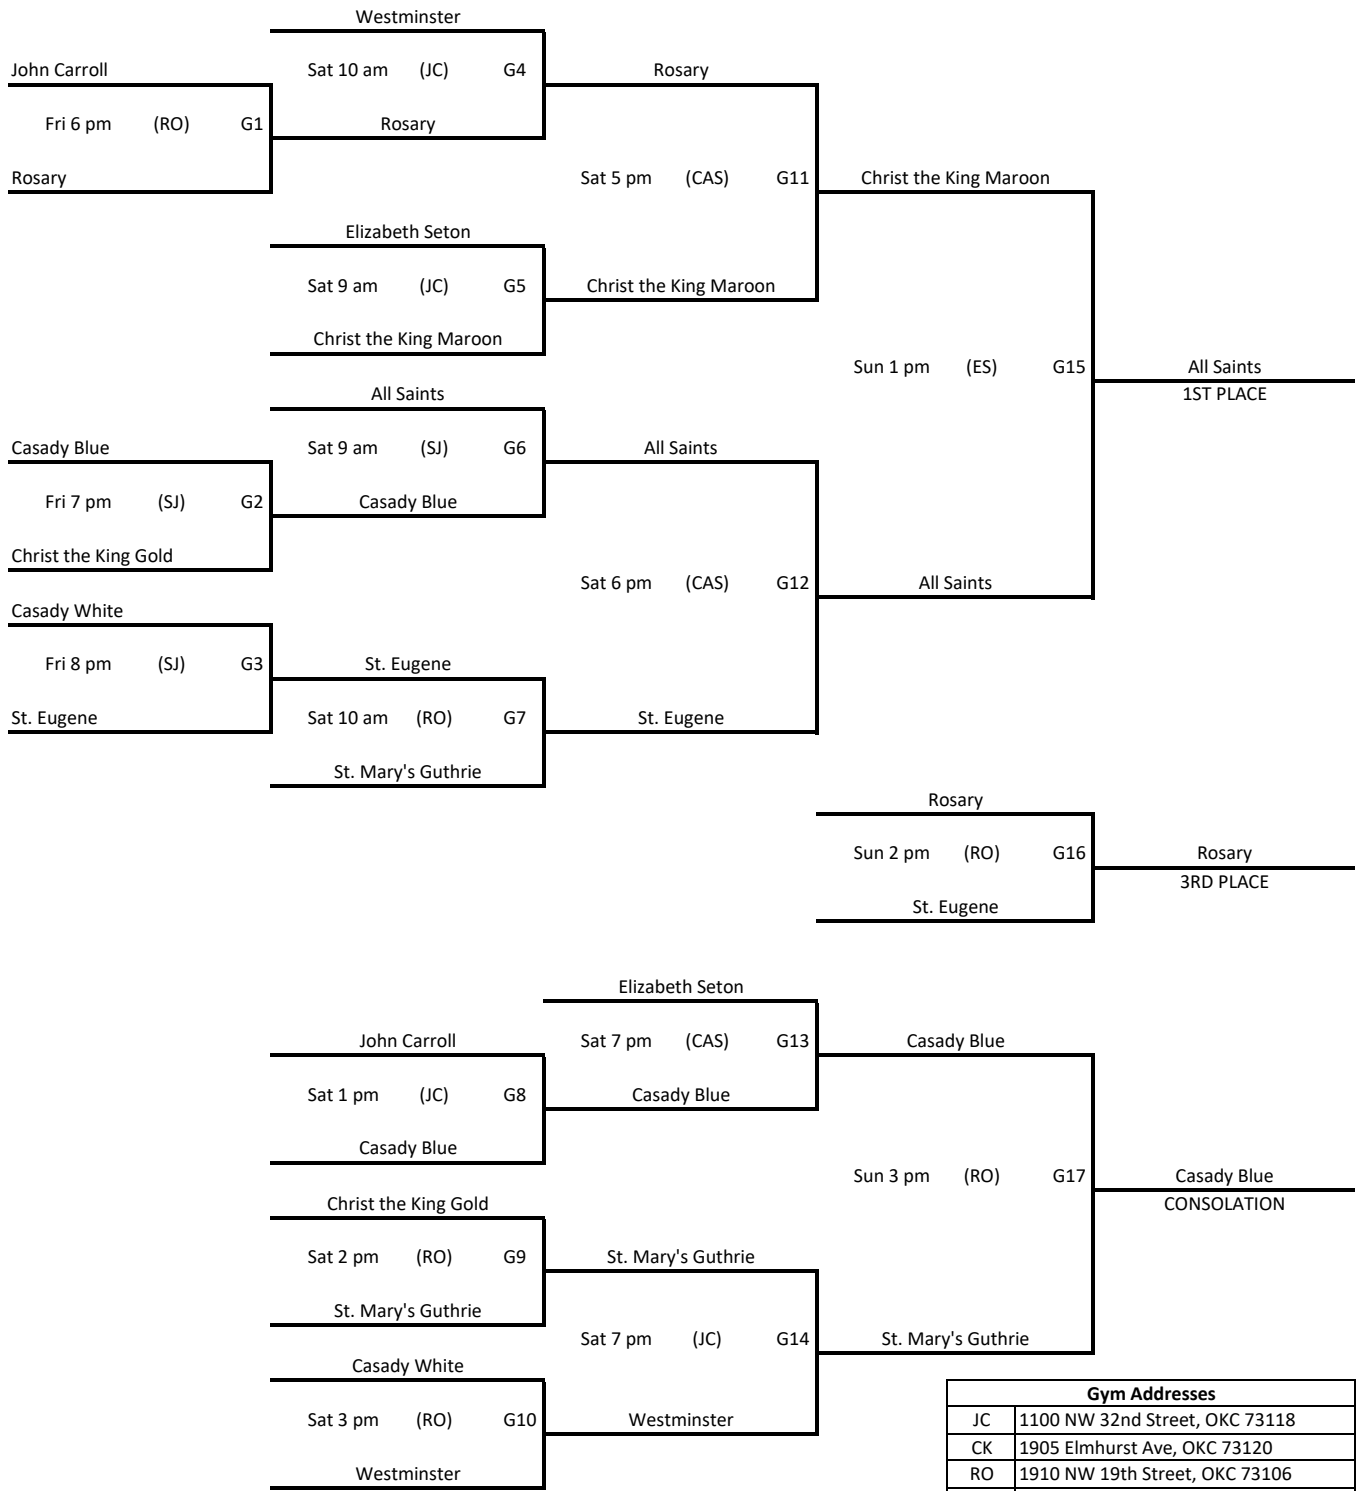 Westminster
John Carroll
Sat 10 am (JC) G4
Rosary
Fri 6 pm (RO) G1
Rosary
Rosary
Sat 5 pm (CAS) G11
Christ the King Maroon
Elizabeth Seton
Sat 9 am (JC) G5
Christ the King Maroon
Christ the King Maroon
Sun 1 pm (ES) G15
All Saints
1ST PLACE
All Saints
Casady Blue
Sat 9 am (SJ) G6
All Saints
Fri 7 pm (SJ) G2
Casady Blue
Christ the King Gold
Sat 6 pm (CAS) G12
All Saints
Casady White
Fri 8 pm (SJ) G3
St. Eugene
St. Eugene
Sat 10 am (RO) G7
St. Eugene
St. Mary's Guthrie
Rosary
Sun 2 pm (RO) G16
Rosary
3RD PLACE
St. Eugene
Elizabeth Seton
John Carroll
Sat 7 pm (CAS) G13
Casady Blue
Sat 1 pm (JC) G8
Casady Blue
Casady Blue
Sun 3 pm (RO) G17
Casady Blue
CONSOLATION
Christ the King Gold
Sat 2 pm (RO) G9
St. Mary's Guthrie
St. Mary's Guthrie
Sat 7 pm (JC) G14
St. Mary's Guthrie
Casady White
Sat 3 pm (RO) G10
Westminster
Westminster
Gym Addresses
JC 1100 NW 32nd Street, OKC 73118
CK 1905 Elmhurst Ave, OKC 73120
RO 1910 NW 19th Street, OKC 73106